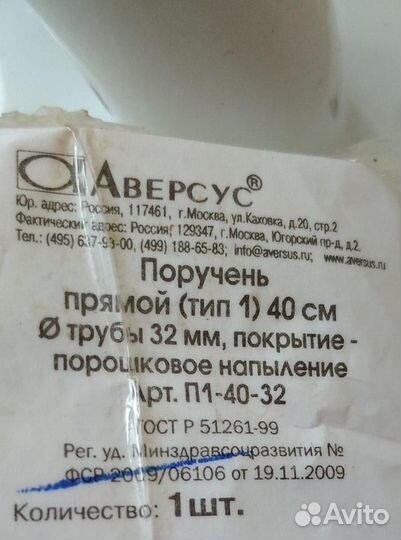 АВЕРСУС®
Юр. адрес: Россия, 117461, г.Москва, ул.Каховка, д.20, стр.2
Фактический адрес: Россия, 129347, г.Москва, Югорский пр-д, д.2.
Тел.: (495) 637-93-00, (499) 188-65-83; info@aversus.ru; www.aversus.ru
Поручень
прямой (тип 1) 40 см
Ø трубы 32 мм, покрытие -
порошковое напыление
Арт. П1-40-32
ГОСТ Р 51261-99
Рег. уд. Минздравсоцразвития №
ФСР 2009/06106 от 19.11.2009
Количество: 1 шт.
Avito